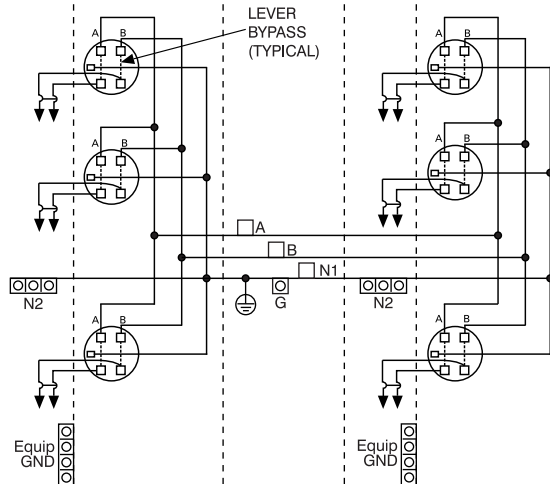 LEVER
BYPASS
(TYPICAL)
A B
A B
A B
A B
A
B
N1
N2
G
N2
A B
A B
Equip
GND
Equip
GND